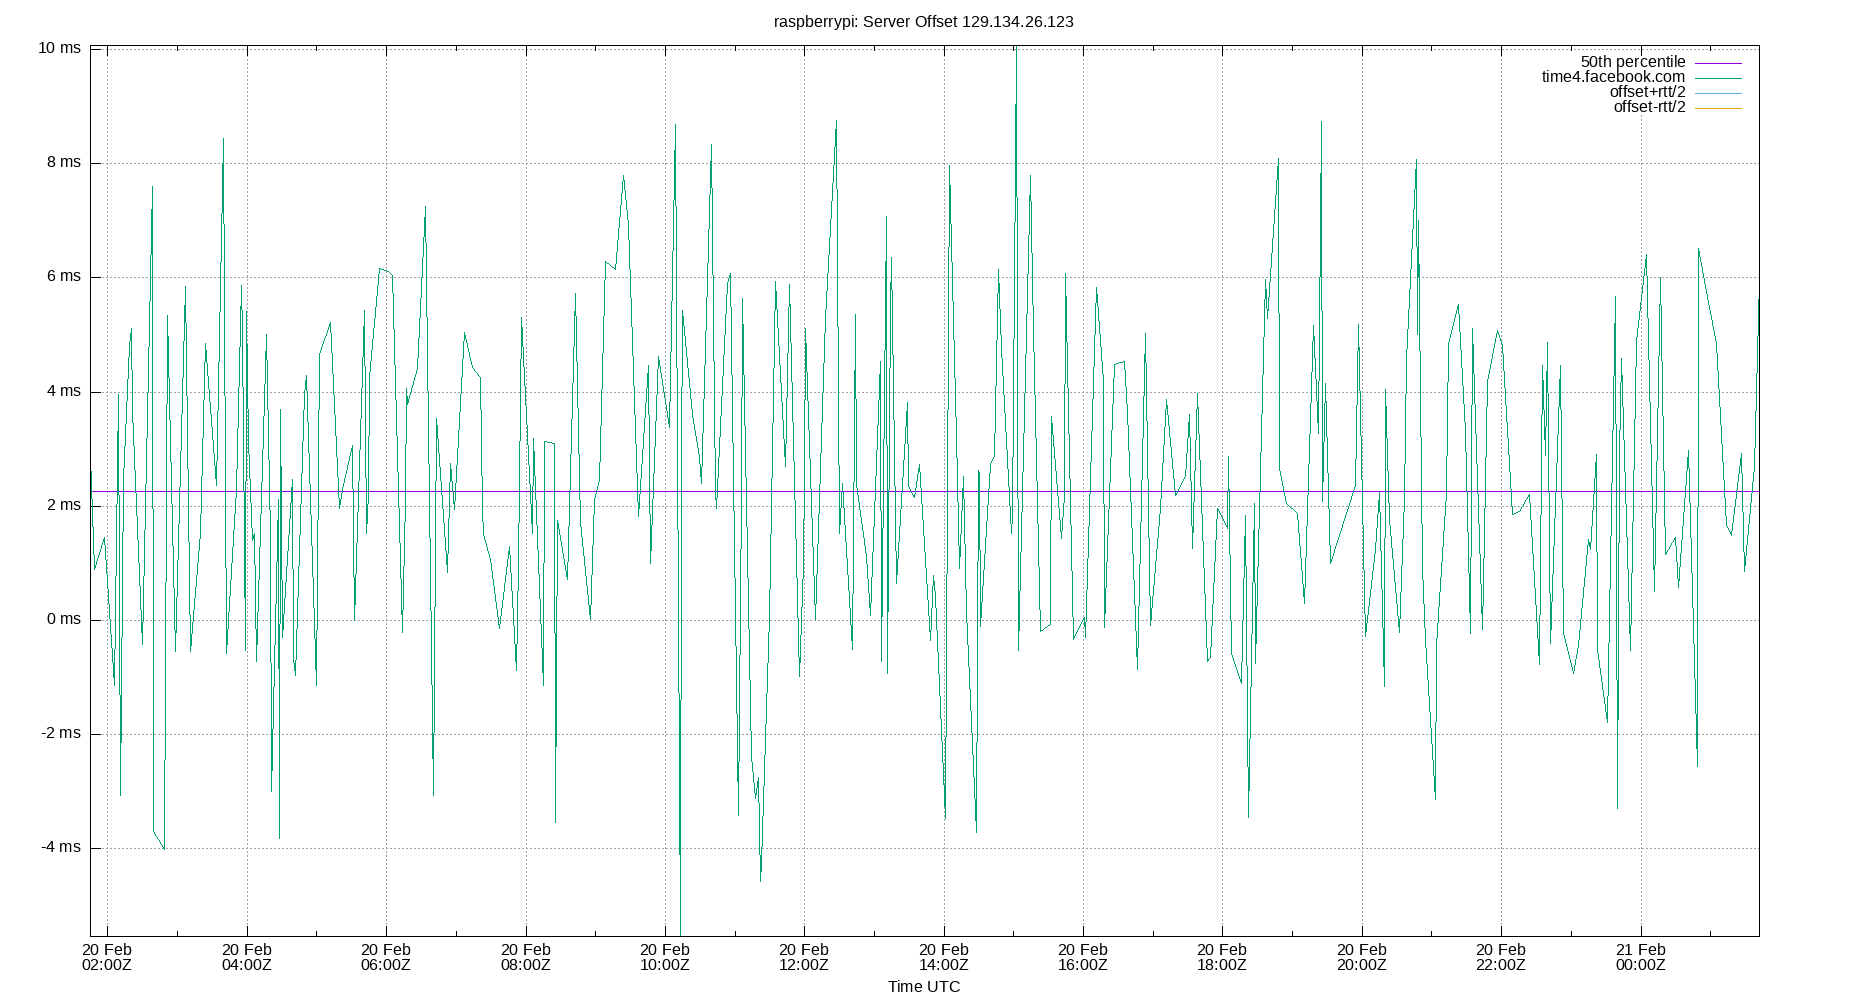 raspberrypi: Server Offset 129.134.26.123
10 ms
8 ms
6 ms
4 ms
2 ms
0 ms
-2 ms
-4 ms
50th percentile
time4.facebook.com
offset+rtt/2
offset-rtt/2
20 Feb 20 Feb 20 Feb 20 Feb 20 Feb 20 Feb 20 Feb 20 Feb 20 Feb 20 Feb 20 Feb 21 Feb
02:00Z 04:00Z 06:00Z 08:00Z 10:00Z 12:00Z 14:00Z 16:00Z 18:00Z 20:00Z 22:00Z 00:00Z
Time UTC